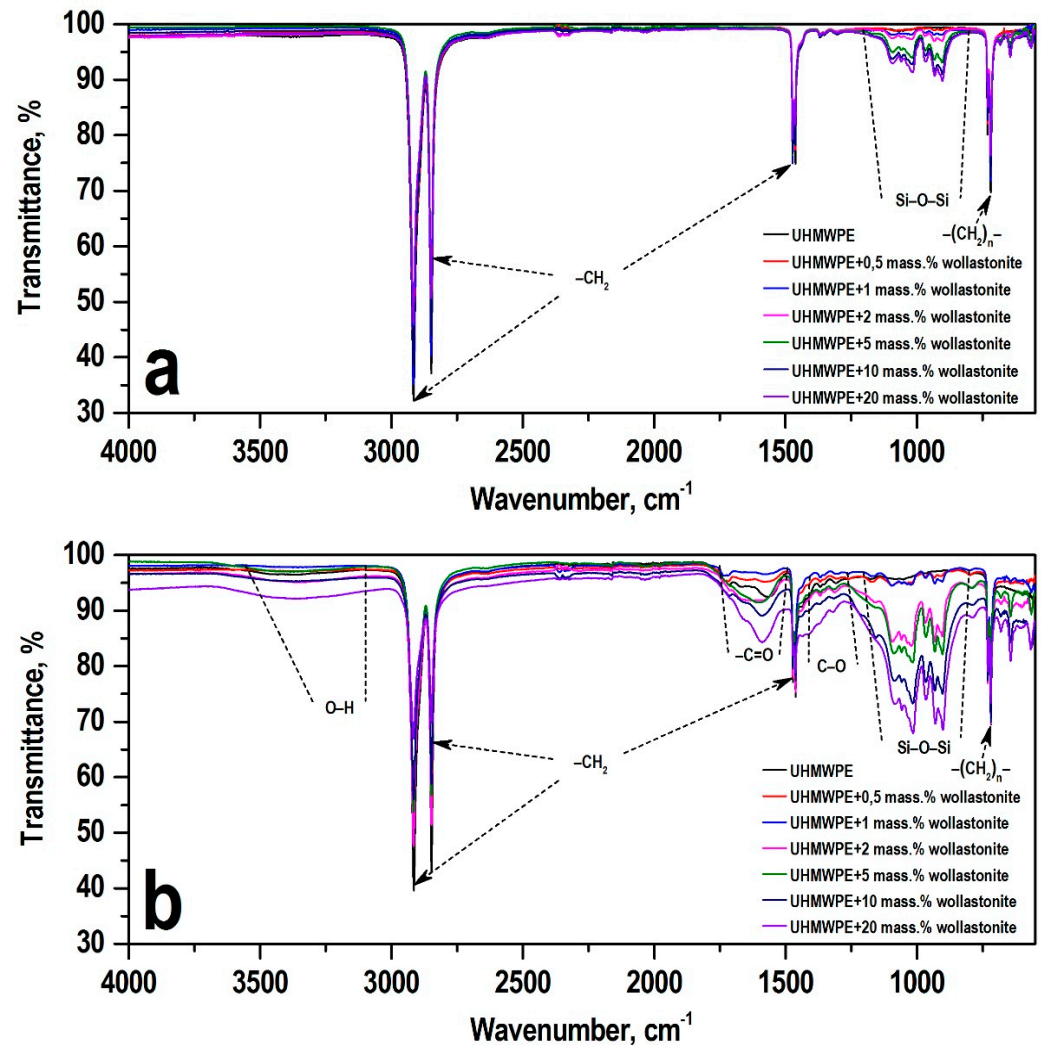 100
90
80
70
60
50
40
30
Transmittance, %
Si–O–Si
–(CH₂)ₙ–
–CH₂
UHMWPE
UHMWPE+0,5 mass.% wollastonite
UHMWPE+1 mass.% wollastonite
UHMWPE+2 mass.% wollastonite
UHMWPE+5 mass.% wollastonite
UHMWPE+10 mass.% wollastonite
UHMWPE+20 mass.% wollastonite
a
4000 3500 3000 2500 2000 1500 1000
Wavenumber, cm⁻¹
100
90
80
70
60
50
40
30
Transmittance, %
–C=O
C–O
O–H
Si–O–Si
–(CH₂)ₙ–
–CH₂
UHMWPE
UHMWPE+0,5 mass.% wollastonite
UHMWPE+1 mass.% wollastonite
UHMWPE+2 mass.% wollastonite
UHMWPE+5 mass.% wollastonite
UHMWPE+10 mass.% wollastonite
UHMWPE+20 mass.% wollastonite
b
4000 3500 3000 2500 2000 1500 1000
Wavenumber, cm⁻¹